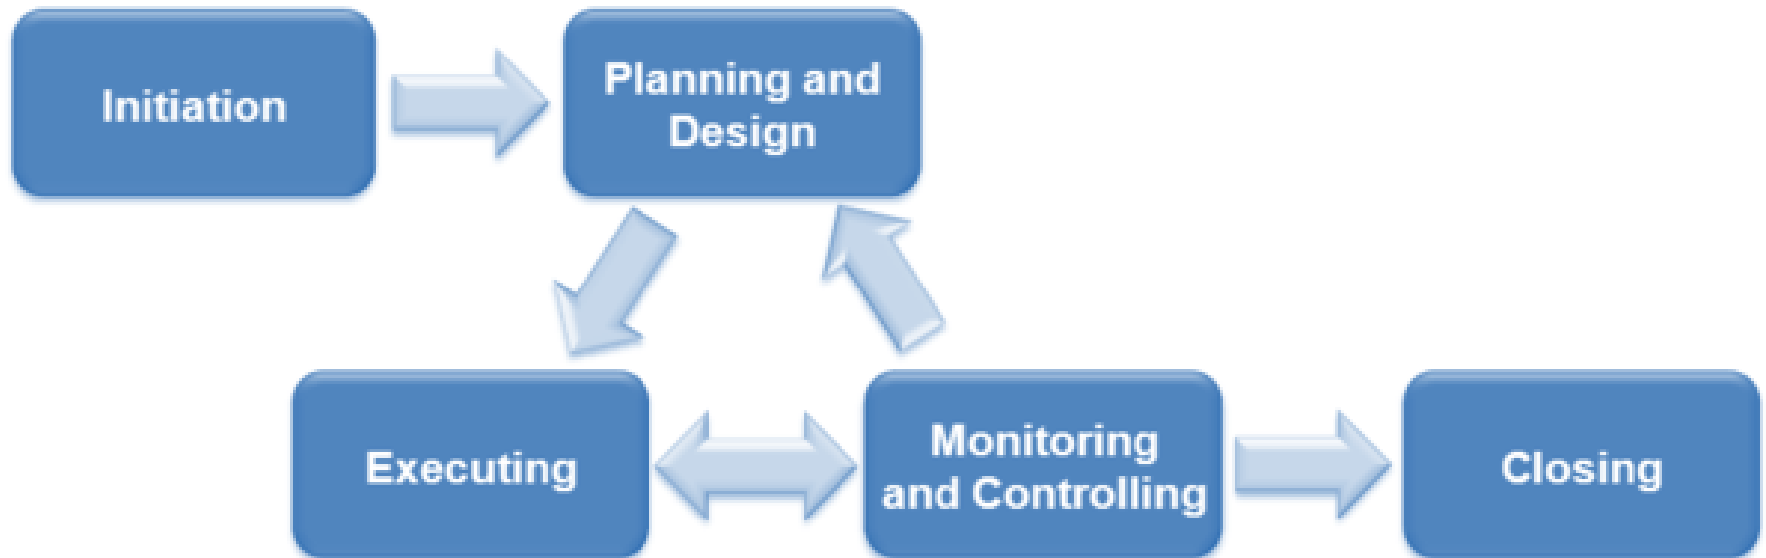 Initiation
Planning and
Design
Executing
Monitoring
and Controlling
Closing